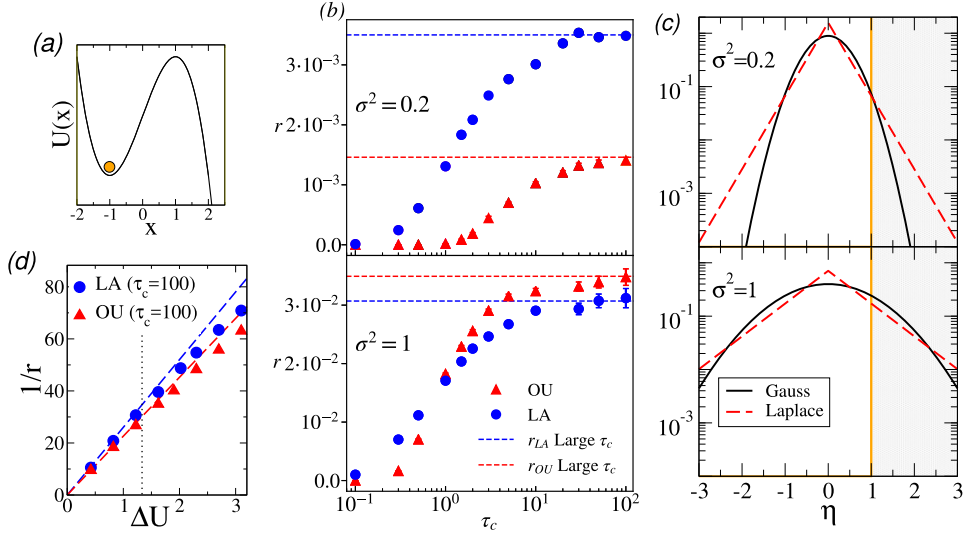 (a)
U(x)
-2 -1 0 1 2
x
(b)
σ² = 0.2
3·10⁻³
r 2·10⁻³
10⁻³
0.0
σ² = 1
3·10⁻²
r 2·10⁻²
10⁻²
0.0
OU
LA
r_LA Large τ_c
r_OU Large τ_c
10⁻¹ 10⁰ 10¹ 10²
τ_c
(c)
σ²=0.2
10⁻¹
10⁻³
σ²=1
10⁻¹
10⁻³
Gauss
Laplace
-3 -2 -1 0 1 2 3
η
(d)
LA (τ_c=100)
OU (τ_c=100)
80
60
40
20
0
1/r
0 1 2 3
ΔU